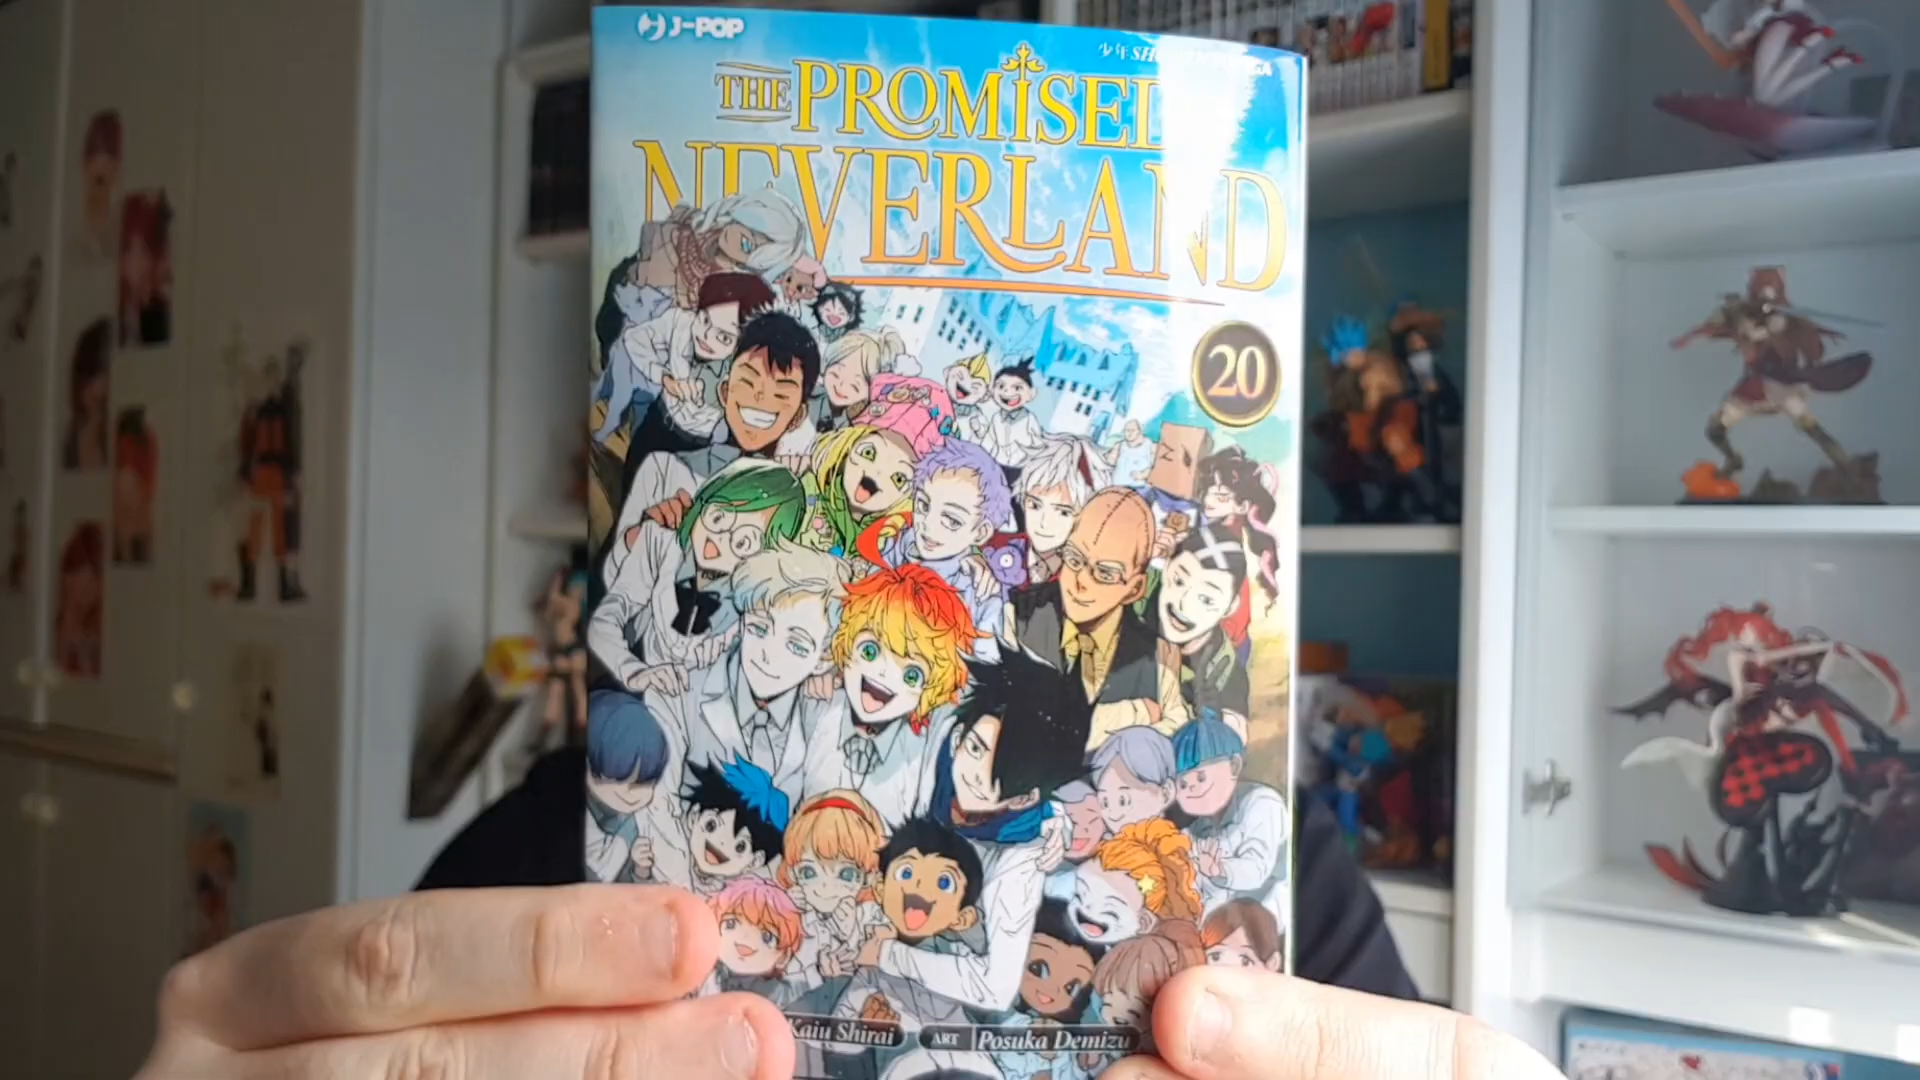 J-POP
THE PROMISED
NEVERLAND
20
Kaiu Shirai ART Posuka Demizu